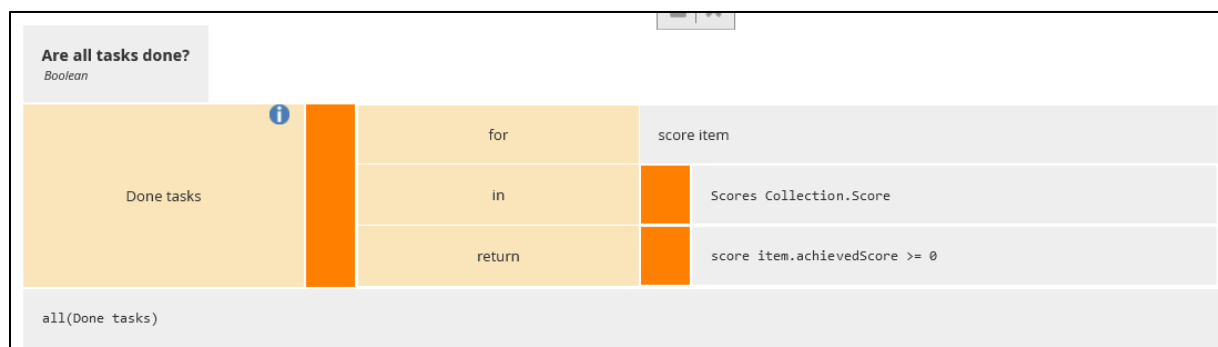 Are all tasks done?
Boolean
for
score item
Done tasks
in
Scores Collection.Score
return
score item.achievedScore >= 0
all(Done tasks)